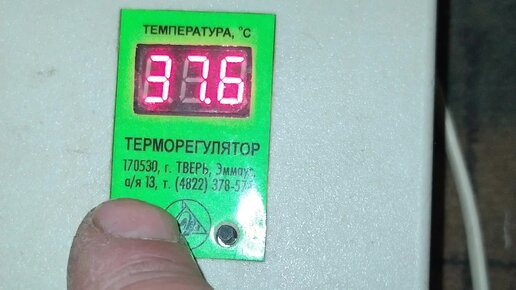 ТЕМПЕРАТУРА, °C
37.6
ТЕРМОРЕГУЛЯТОР
170530, г. ТВЕРЬ,
а/я 13, т. (4822)